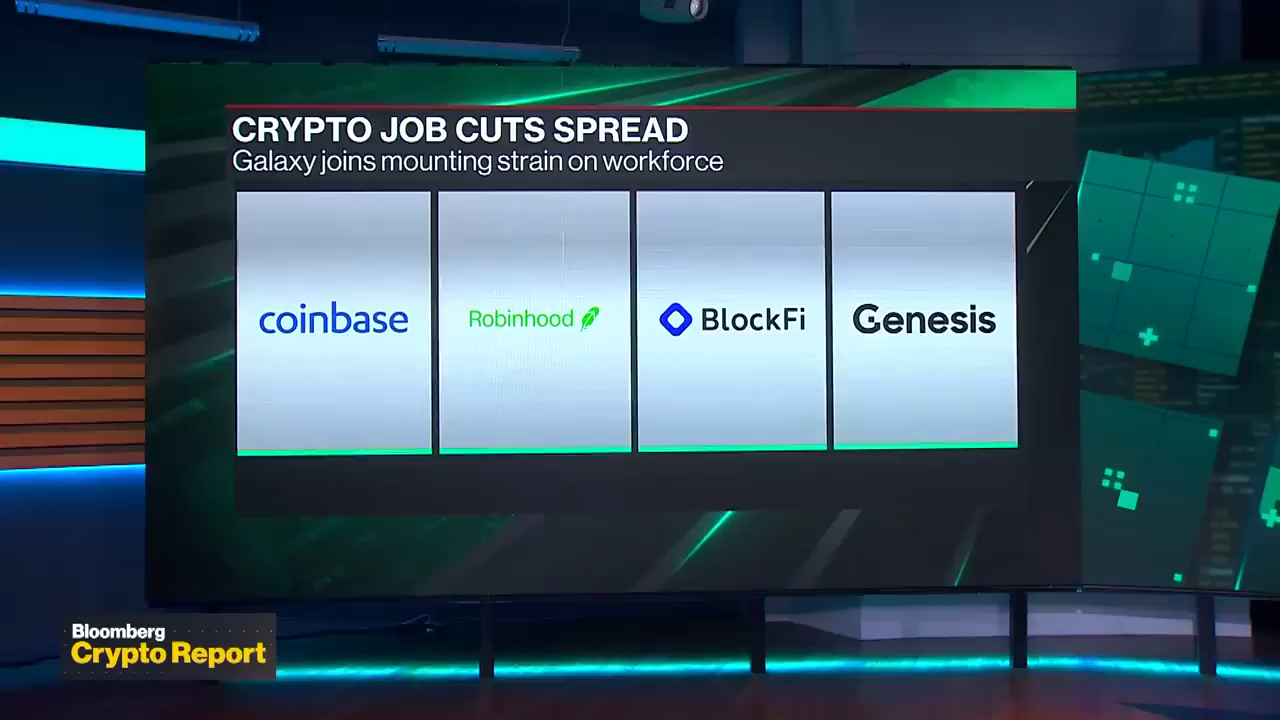 CRYPTO JOB CUTS SPREAD
Galaxy joins mounting strain on workforce
coinbase
Robinhood
BlockFi
Genesis
Bloomberg
Crypto Report